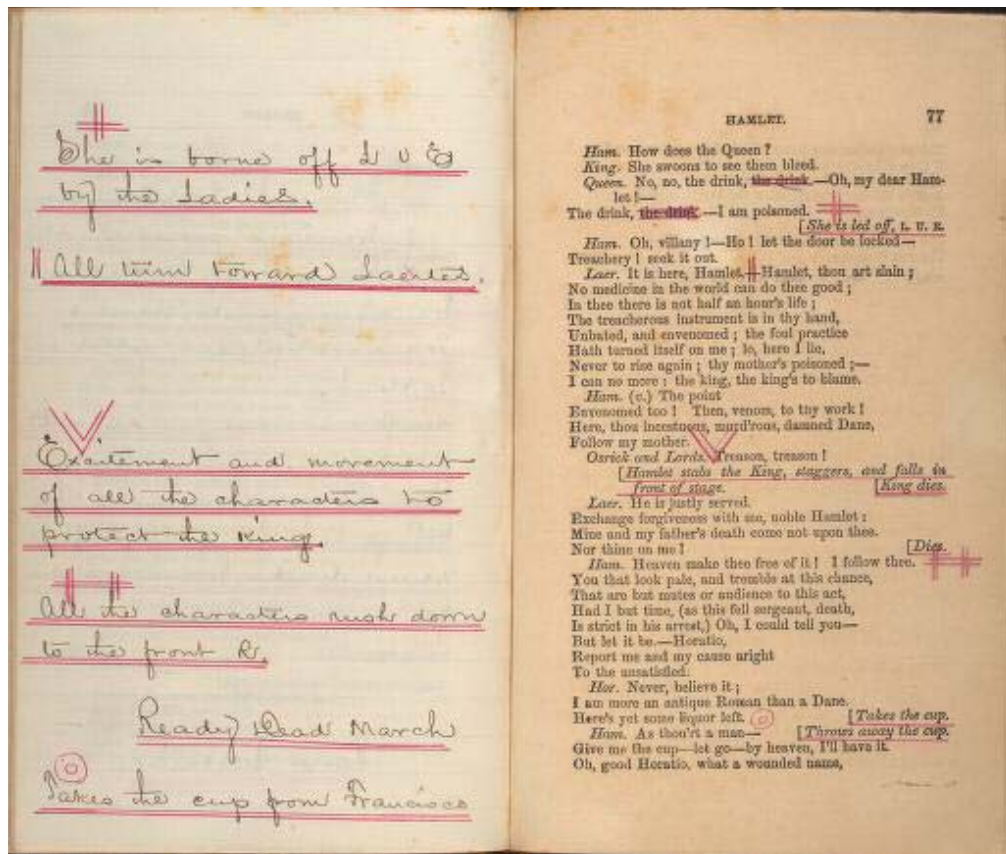 She is borne off L U E
by the Ladies.
All turn toward Laertes.
Excitement and movement
of all the characters to
protect the King.
All the characters rush down
to the front R.
Ready Dead March
Takes the cup from Francisco
HAMLET. 77
Ham. How does the Queen?
King. She swoons to see them bleed.
Queen. No, no, the drink, the drink.—Oh, my dear Ham-
let!—
The drink, the drink.—I am poisoned.
[She is led off, L. U. E.
Ham. Oh, villany!—Ho! let the door be locked—
Treachery! seek it out.
Laer. It is here, Hamlet. Hamlet, thou art slain;
No medicine in the world can do thee good;
In thee there is not half an hour's life;
The treacherous instrument is in thy hand,
Unbated, and envenomed; the foul practice
Hath turned itself on me; lo, here I lie,
Never to rise again; thy mother's poisoned;—
I can no more: the king, the king's to blame.
Ham. (C.) The point
Envenomed too! Then, venom, to thy work!
Here, thou incestuous, murd'rous, damned Dane,
Follow my mother.
Osrick and Lords. Treason, treason!
[Hamlet stabs the King, staggers, and falls in
front of stage. [King dies.
Laer. He is justly served.
Exchange forgiveness with me, noble Hamlet:
Mine and my father's death come not upon thee.
Nor thine on me! [Dies.
Ham. Heaven make thee free of it! I follow thee.
You that look pale, and tremble at this chance,
That are but mutes or audience to this act,
Had I but time, (as this fell sergeant, death,
Is strict in his arrest,) Oh, I could tell you—
But let it be.—Horatio,
Report me and my cause aright
To the unsatisfied.
Hor. Never, believe it;
I am more an antique Roman than a Dane.
Here's yet some liquor left. [Takes the cup.
Ham. As thou'rt a man— [Throws away the cup.
Give me the cup—let go—by heaven, I'll have it.
Oh, good Horatio, what a wounded name,